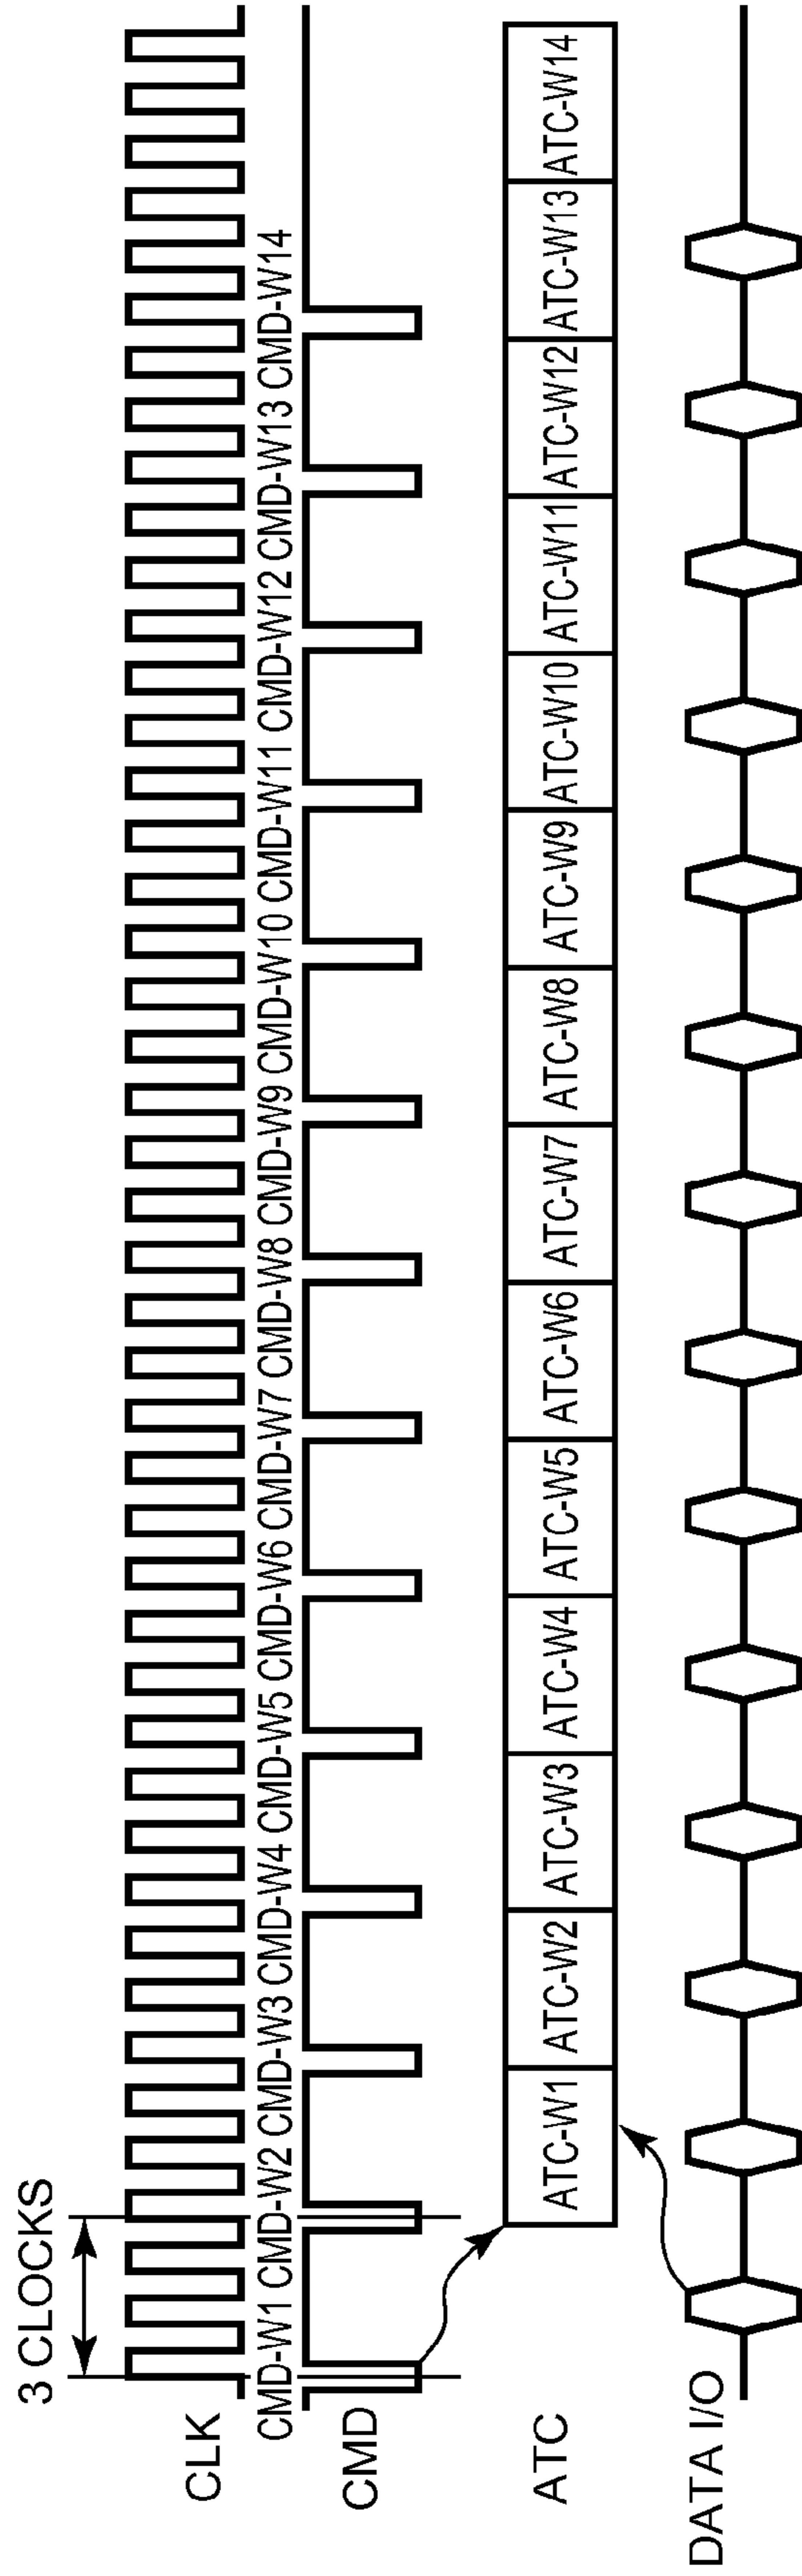 3 CLOCKS
CLK
CMD-W1 CMD-W2 CMD-W3 CMD-W4 CMD-W5 CMD-W6 CMD-W7 CMD-W8 CMD-W9 CMD-W10 CMD-W11 CMD-W12 CMD-W13 CMD-W14
CMD
ATC
ATC-W1 ATC-W2 ATC-W3 ATC-W4 ATC-W5 ATC-W6 ATC-W7 ATC-W8 ATC-W9 ATC-W10 ATC-W11 ATC-W12 ATC-W13 ATC-W14
DATA I/O